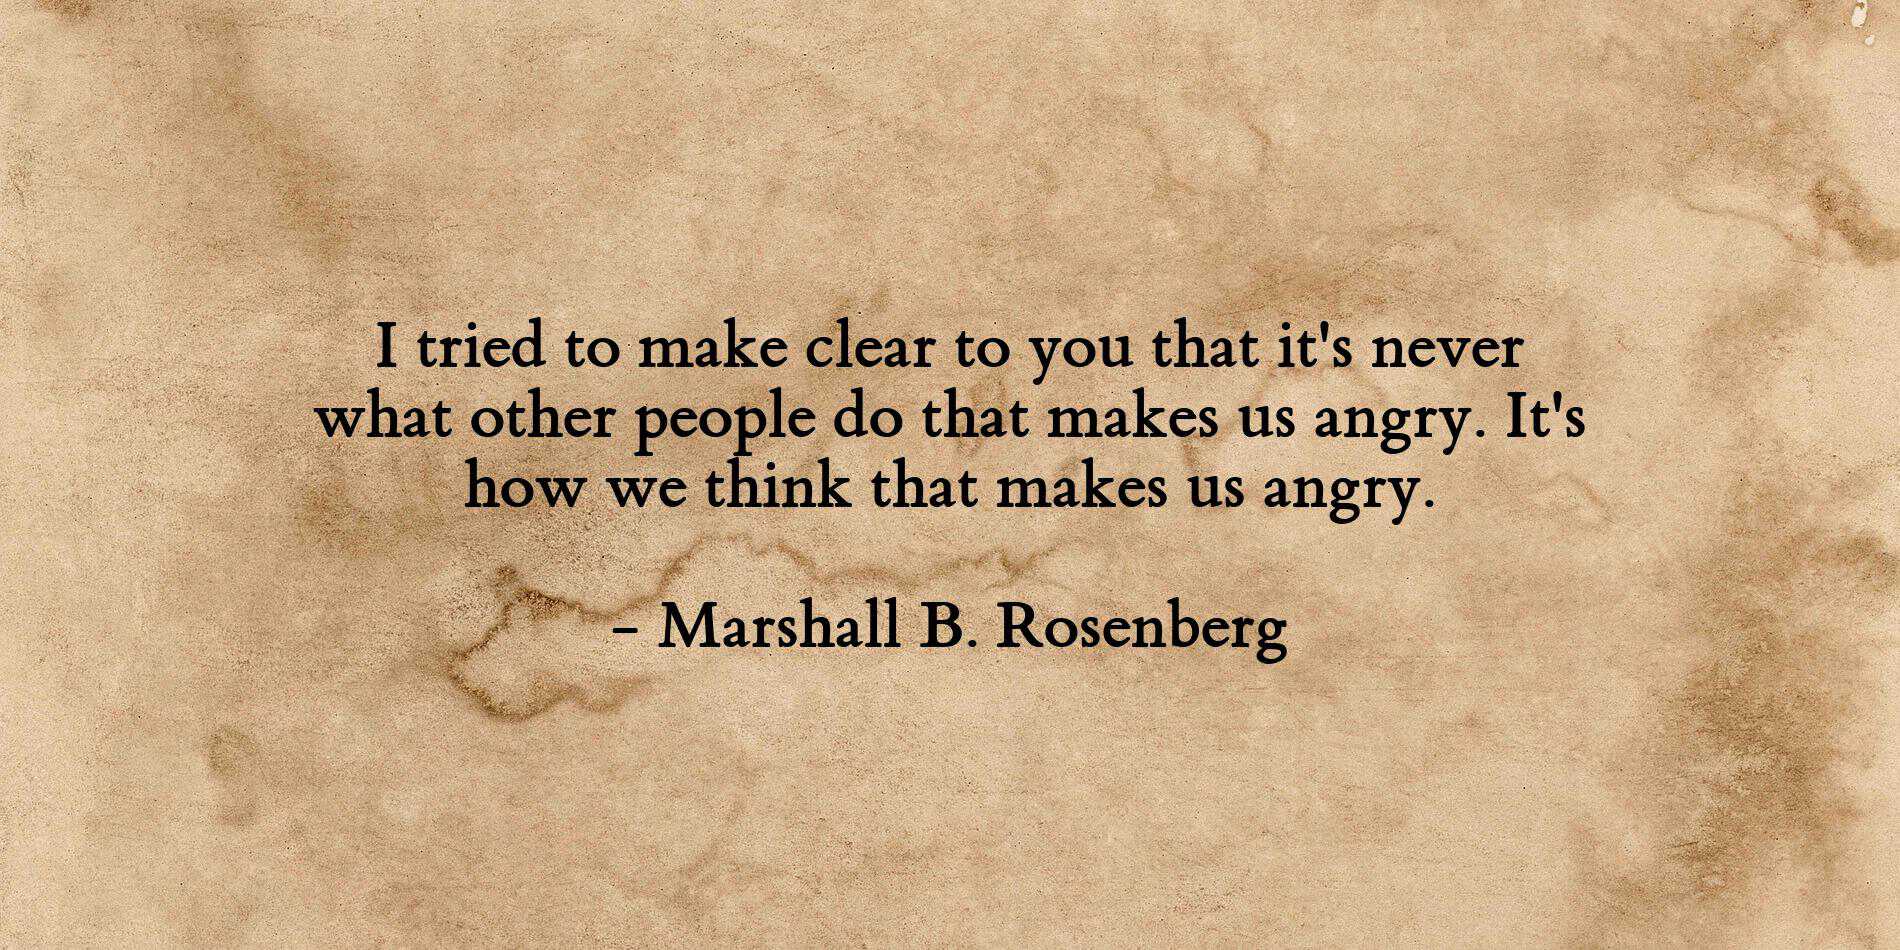 I tried to make clear to you that it's never
what other people do that makes us angry. It's
how we think that makes us angry.
– Marshall B. Rosenberg